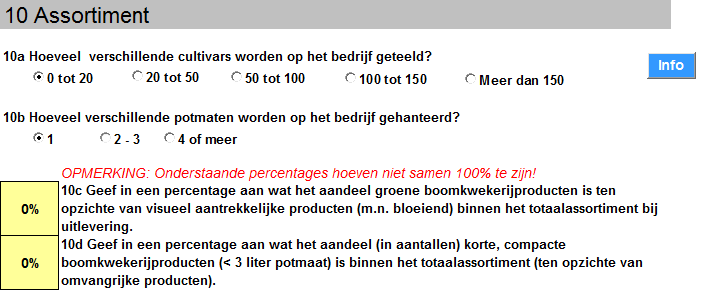 10 Assortiment
10a Hoeveel  verschillende cultivars worden op het bedrijf geteeld?
0 tot 20 20 tot 50 50 tot 100 100 tot 150 Meer dan 150
Info
10b Hoeveel verschillende potmaten worden op het bedrijf gehanteerd?
1 2 - 3 4 of meer
OPMERKING: Onderstaande percentages hoeven niet samen 100% te zijn!
0%
10c Geef in een percentage aan wat het aandeel groene boomkwekerijproducten is ten
opzichte van visueel aantrekkelijke producten (m.n. bloeiend) binnen het totaalassortiment bij
uitlevering.
0%
10d Geef in een percentage aan wat het aandeel (in aantallen) korte, compacte
boomkwekerijproducten (< 3 liter potmaat) is binnen het totaalassortiment (ten opzichte van
omvangrijke producten).